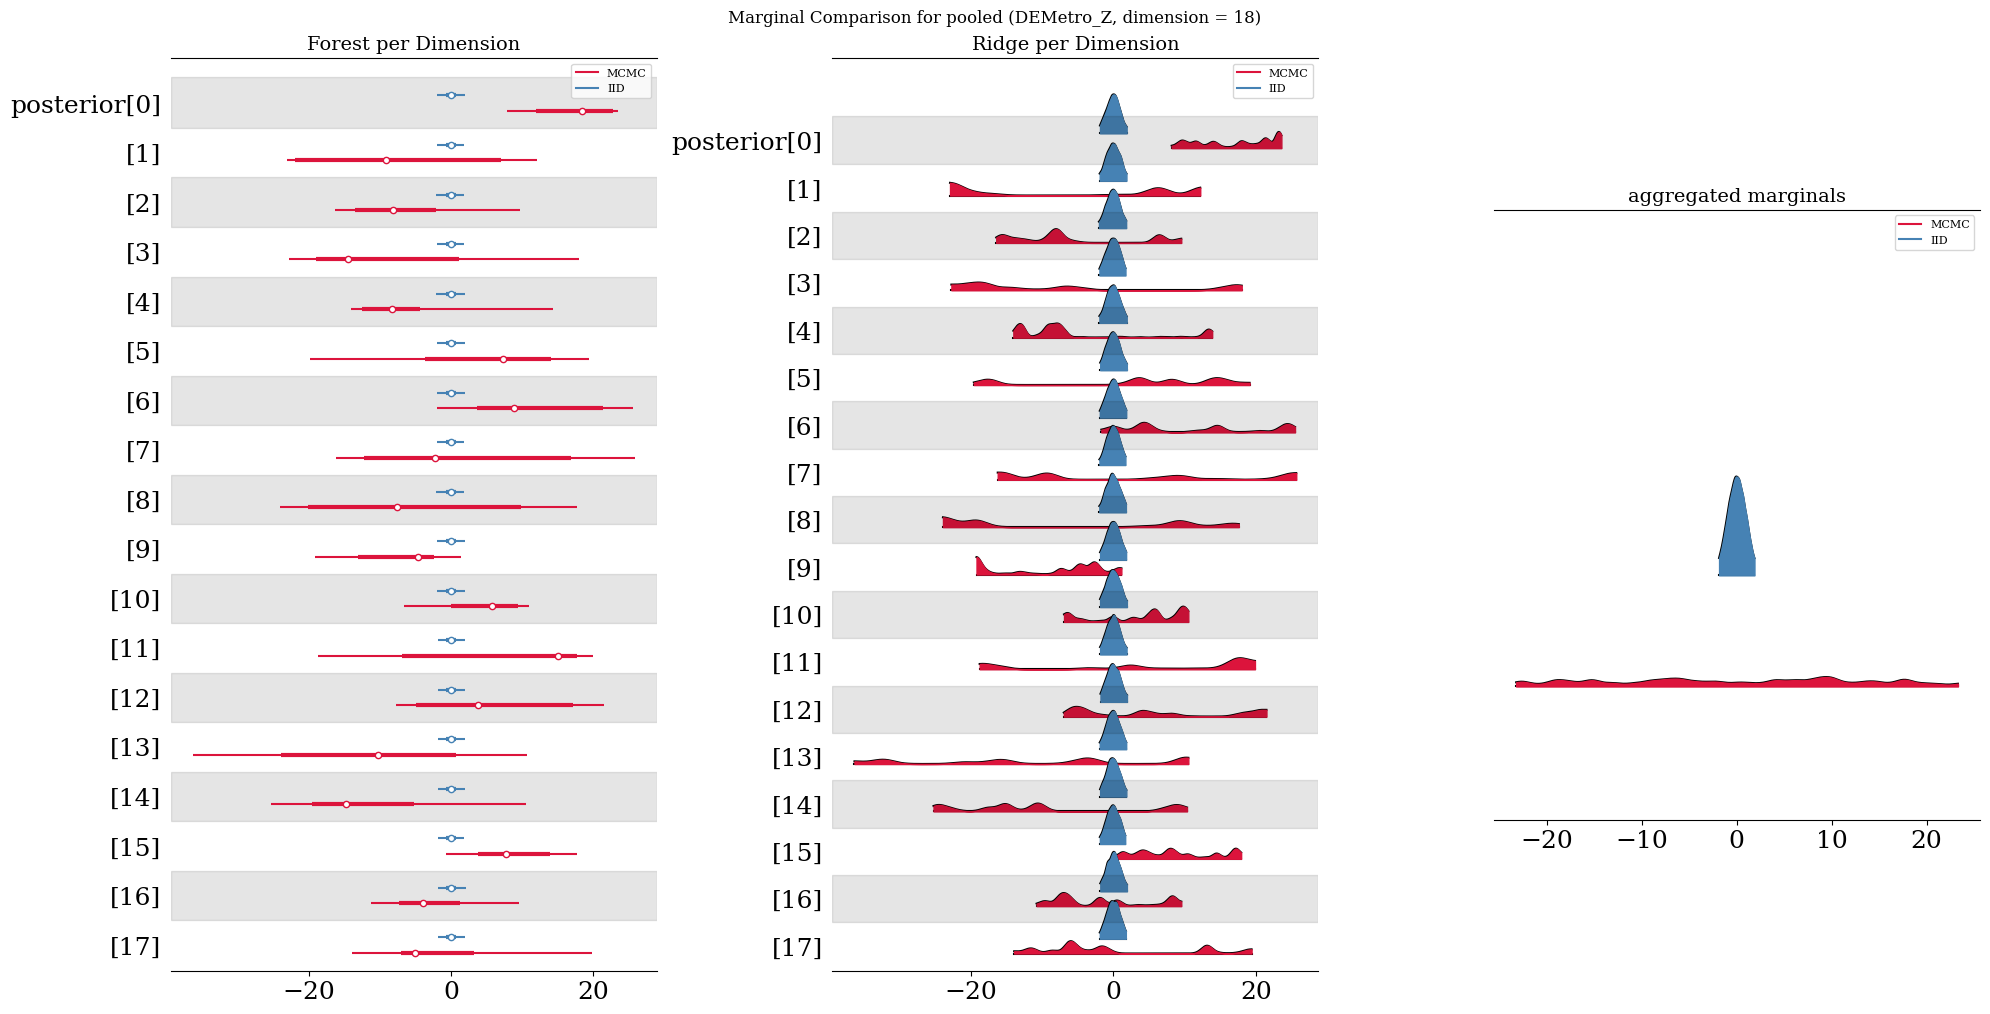 Marginal Comparison for pooled (DEMetro_Z, dimension = 18)
Forest per Dimension
MCMC
IID
posterior[0]
[1]
[2]
[3]
[4]
[5]
[6]
[7]
[8]
[9]
[10]
[11]
[12]
[13]
[14]
[15]
[16]
[17]
−20 0 20
Ridge per Dimension
MCMC
IID
posterior[0]
[1]
[2]
[3]
[4]
[5]
[6]
[7]
[8]
[9]
[10]
[11]
[12]
[13]
[14]
[15]
[16]
[17]
−20 0 20
aggregated marginals
MCMC
IID
−20 −10 0 10 20